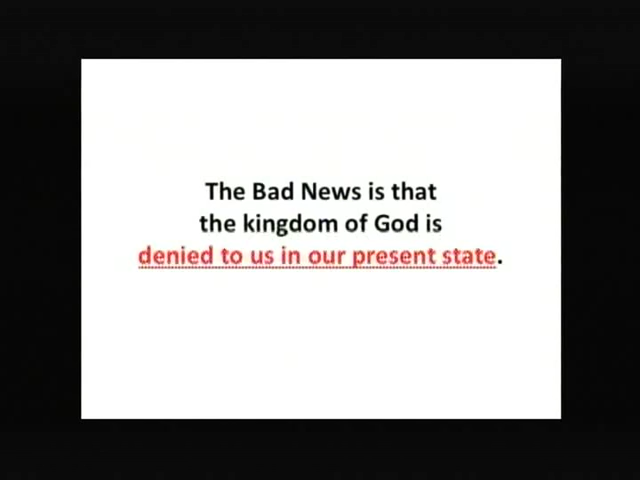 The Bad News is that
the kingdom of God is
denied to us in our present state.